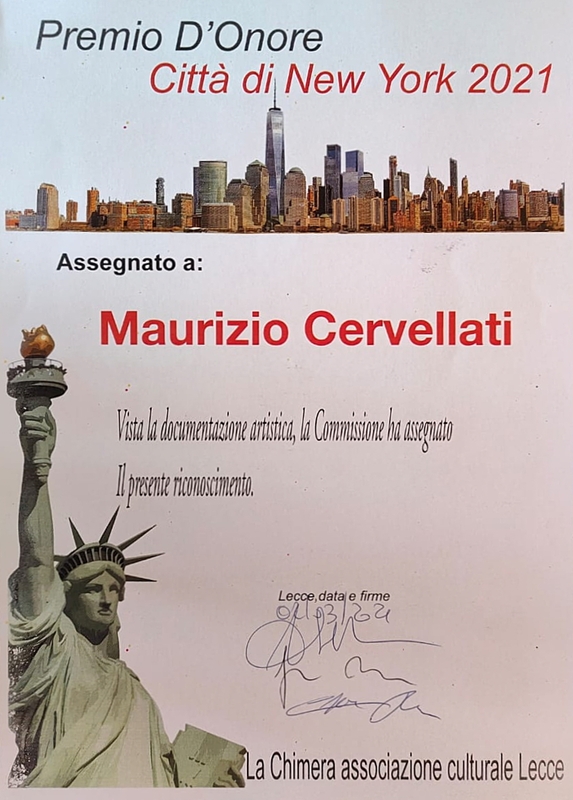 Premio D'Onore
Città di New York 2021
Assegnato a:
Maurizio Cervellati
Vista la documentazione artistica, la Commissione ha assegnato
Il presente riconoscimento.
Lecce,data e firme
La Chimera associazione culturale Lecce